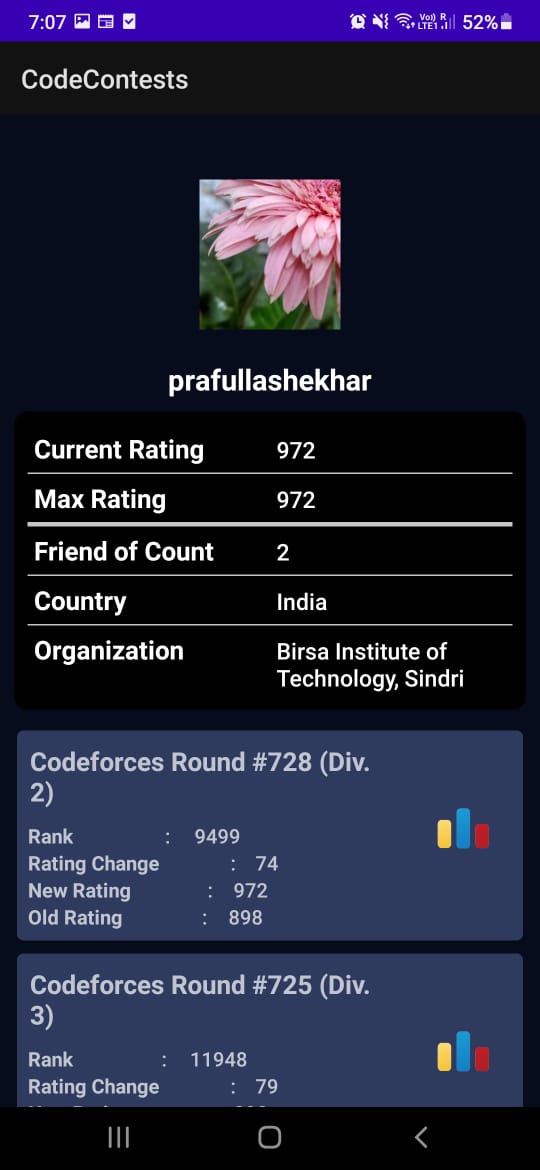 7:07 Vo)) R LTE1 52%
CodeContests
prafullashekhar
Current Rating 972
Max Rating 972
Friend of Count 2
Country India
Organization Birsa Institute of
Technology, Sindri
Codeforces Round #728 (Div.
2)
Rank : 9499
Rating Change : 74
New Rating : 972
Old Rating : 898
Codeforces Round #725 (Div.
3)
Rank : 11948
Rating Change : 79